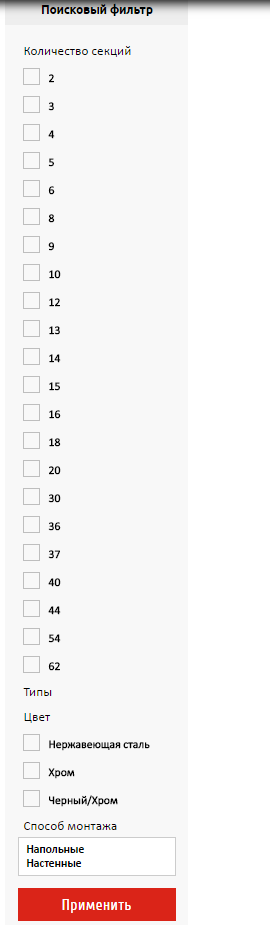 Поисковый фильтр
Количество секций
2
3
4
5
6
8
9
10
12
13
14
15
16
18
20
30
36
37
40
44
54
62
Типы
Цвет
Нержавеющая сталь
Хром
Черный/Хром
Способ монтажа
Напольные
Настенные
Применить